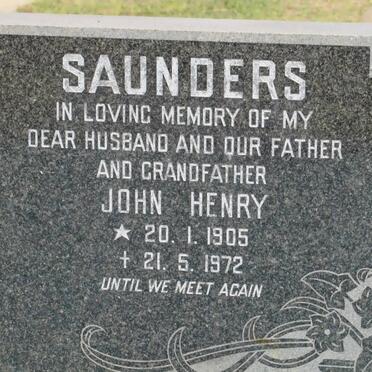 SAUNDERS
IN LOVING MEMORY OF MY
DEAR HUSBAND AND OUR FATHER
AND GRANDFATHER
JOHN HENRY
★ 20. 1. 1905
† 21. 5. 1972
UNTIL WE MEET AGAIN